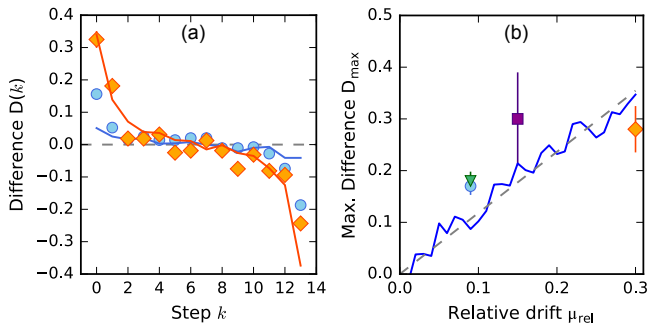 (a)
Difference D(k)
0.4
0.3
0.2
0.1
0.0
−0.1
−0.2
−0.3
−0.4
0 2 4 6 8 10 12 14
Step k
(b)
Max. Difference Dmax
0.5
0.4
0.3
0.2
0.1
0.0
0.0 0.1 0.2 0.3
Relative drift μrel